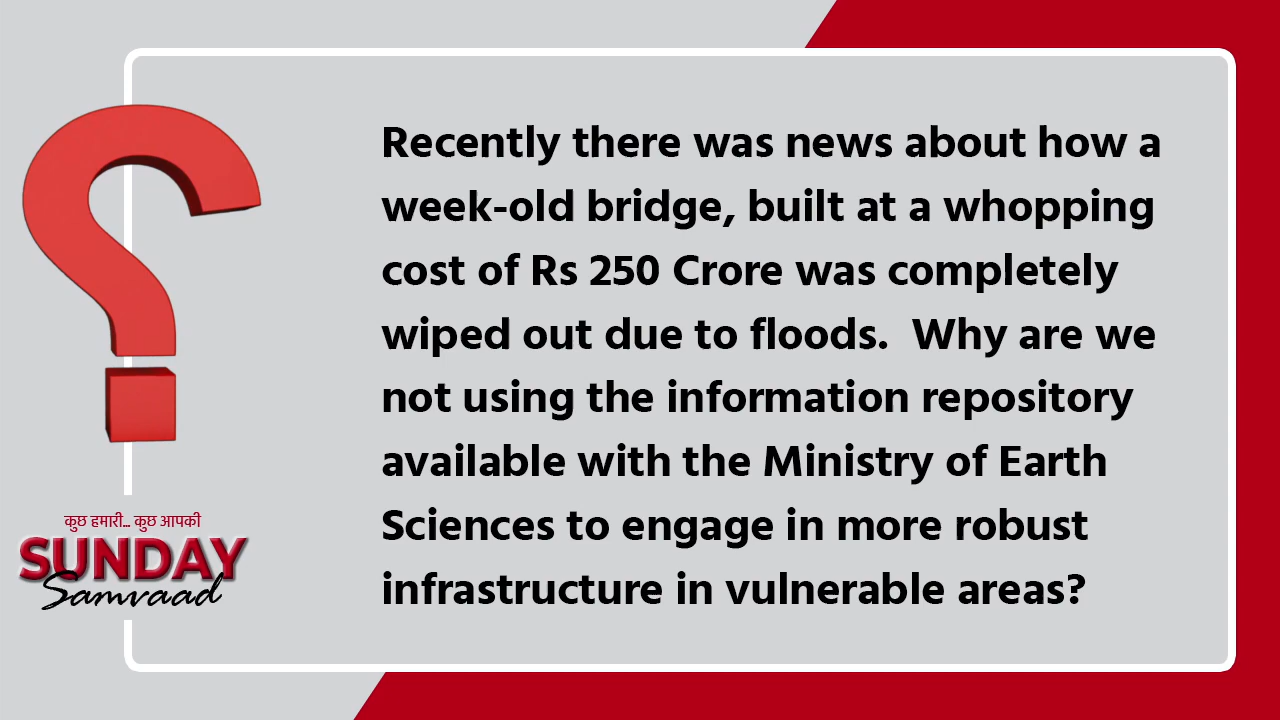 Recently there was news about how a
week-old bridge, built at a whopping
cost of Rs 250 Crore was completely
wiped out due to floods.  Why are we
not using the information repository
available with the Ministry of Earth
Sciences to engage in more robust
infrastructure in vulnerable areas?
कुछ हमारी... कुछ आपकी
SUNDAY
Samvaad